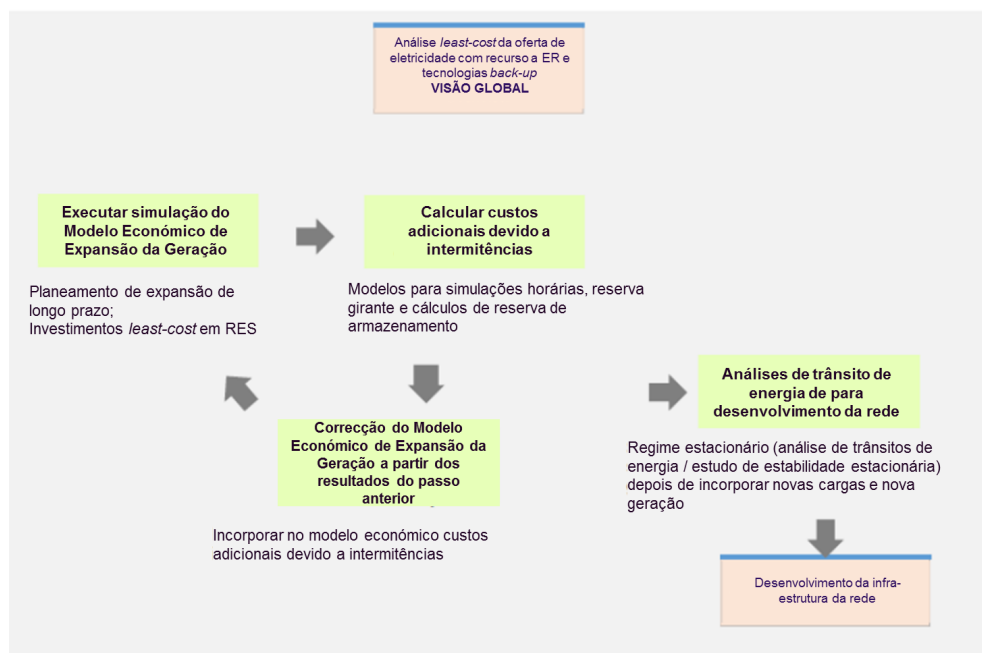 Análise least-cost da oferta de
eletricidade com recurso a ER e
tecnologias back-up
VISÃO GLOBAL
Executar simulação do
Modelo Económico de
Expansão da Geração
Calcular custos
adicionais devido a
intermitências
Planeamento de expansão de
longo prazo;
Investimentos least-cost em RES
Modelos para simulações horárias, reserva
girante e cálculos de reserva de
armazenamento
Correcção do Modelo
Económico de Expansão da
Geração a partir dos
resultados do passo
anterior
Incorporar no modelo económico custos
adicionais devido a intermitências
Análises de trânsito de
energia de para
desenvolvimento da rede
Regime estacionário (análise de trânsitos de
energia / estudo de estabilidade estacionária)
depois de incorporar novas cargas e nova
geração
Desenvolvimento da infra-
estrutura da rede